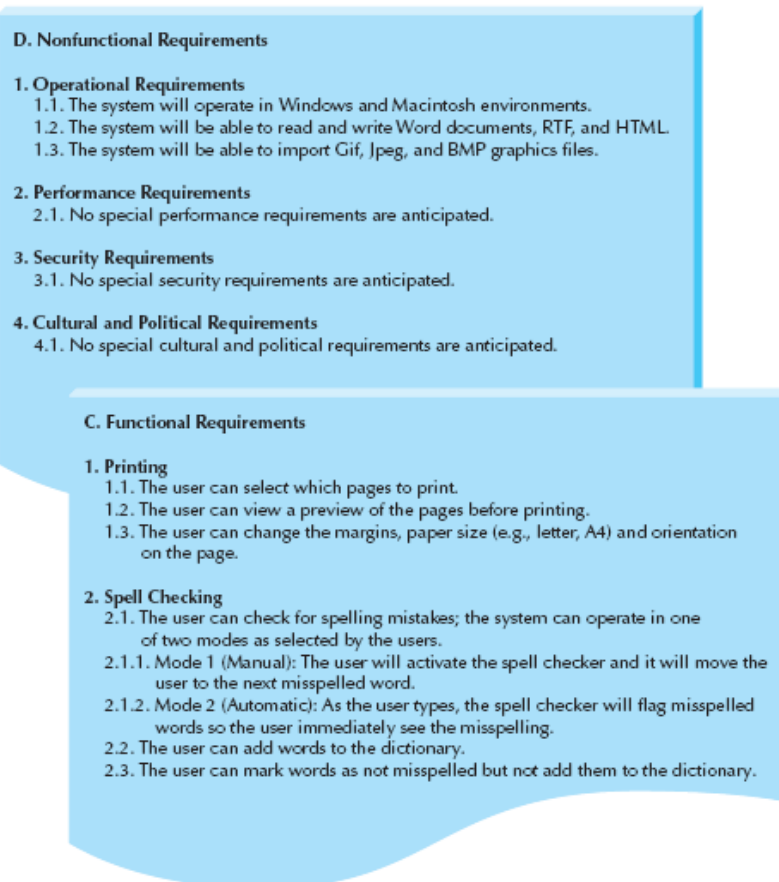 D. Nonfunctional Requirements
1. Operational Requirements
1.1. The system will operate in Windows and Macintosh environments.
1.2. The system will be able to read and write Word documents, RTF, and HTML.
1.3. The system will be able to import Gif, Jpeg, and BMP graphics files.
2. Performance Requirements
2.1. No special performance requirements are anticipated.
3. Security Requirements
3.1. No special security requirements are anticipated.
4. Cultural and Political Requirements
4.1. No special cultural and political requirements are anticipated.
C. Functional Requirements
1. Printing
1.1. The user can select which pages to print.
1.2. The user can view a preview of the pages before printing.
1.3. The user can change the margins, paper size (e.g., letter, A4) and orientation
on the page.
2. Spell Checking
2.1. The user can check for spelling mistakes; the system can operate in one
of two modes as selected by the users.
2.1.1. Mode 1 (Manual): The user will activate the spell checker and it will move the
user to the next misspelled word.
2.1.2. Mode 2 (Automatic): As the user types, the spell checker will flag misspelled
words so the user immediately see the misspelling.
2.2. The user can add words to the dictionary.
2.3. The user can mark words as not misspelled but not add them to the dictionary.